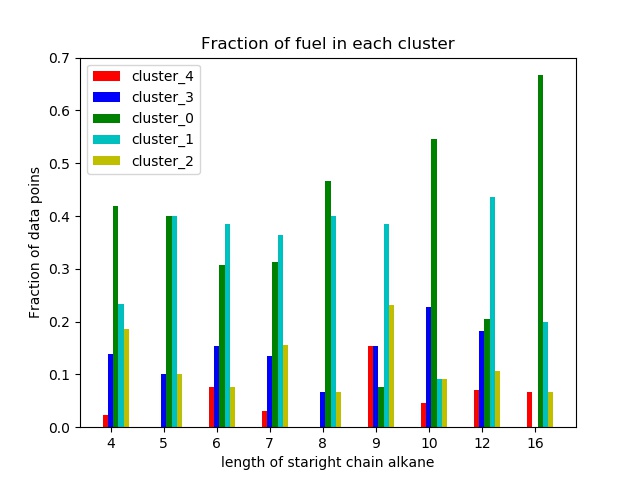 Fraction of fuel in each cluster
0.7
0.6
0.5
0.4
0.3
0.2
0.1
0.0
Fraction of data poins
cluster_4
cluster_3
cluster_0
cluster_1
cluster_2
4 5 6 7 8 9 10 12 16
length of staright chain alkane